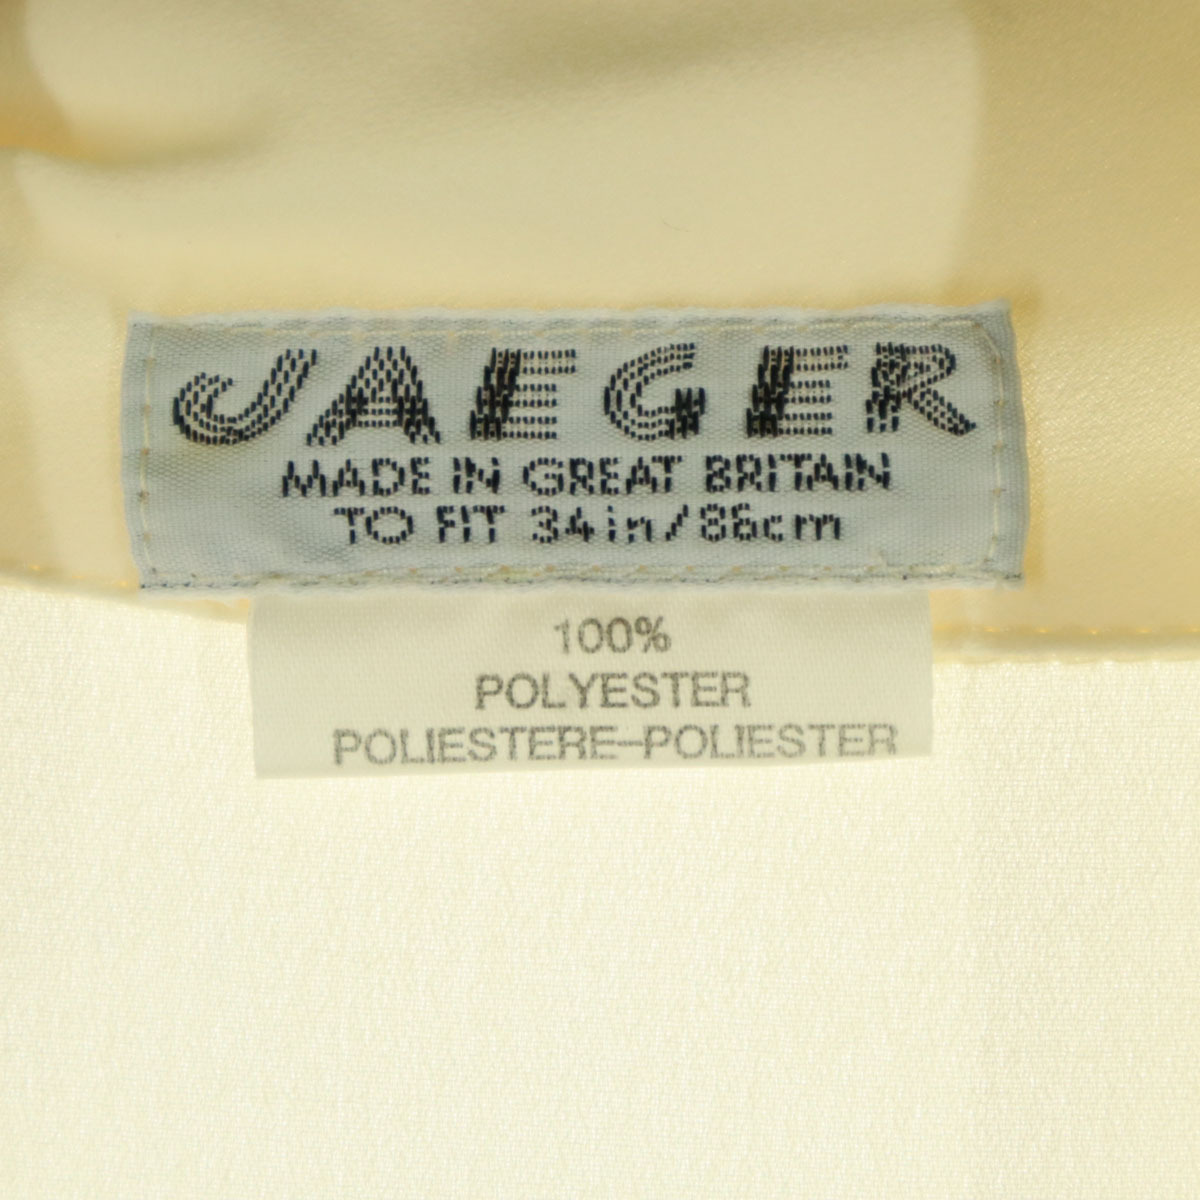 JAEGER
MADE IN GREAT BRITAIN
TO FIT 34in/86cm
100%
POLYESTER
POLIESTERE–POLIESTER